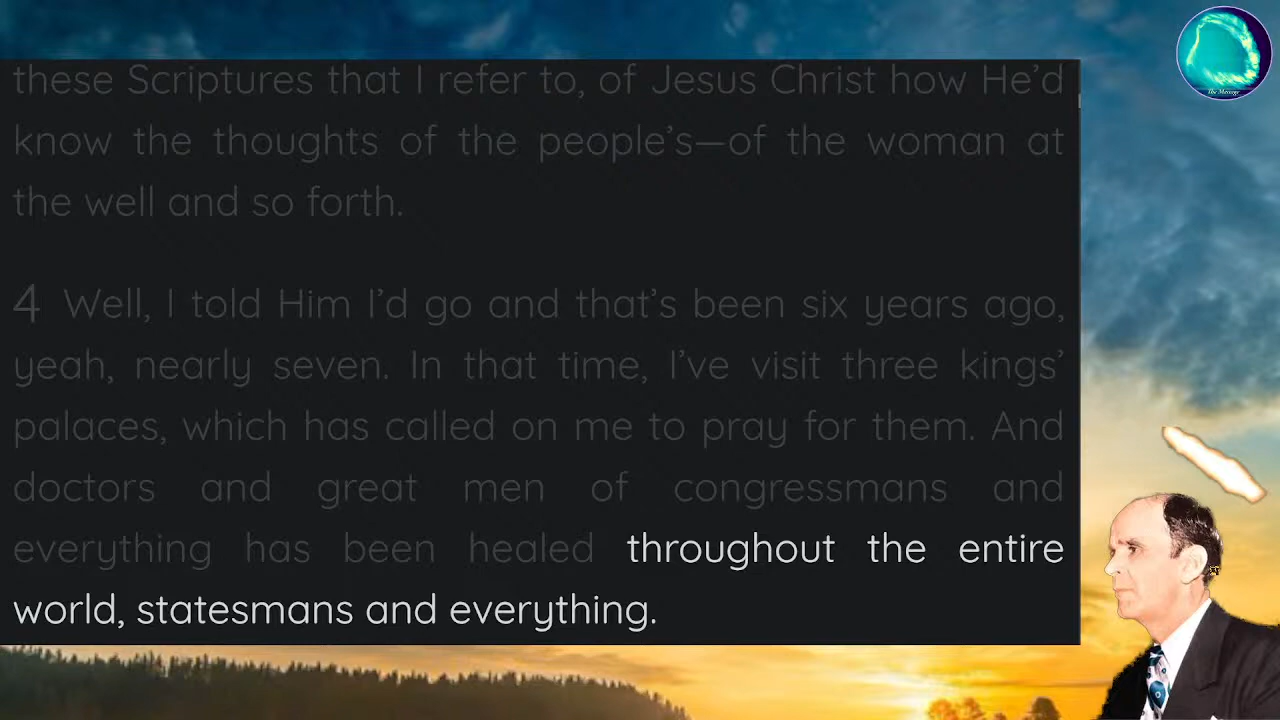 these Scriptures that I refer to, of Jesus Christ how He’d
know the thoughts of the people’s—of the woman at
the well and so forth.
4 Well, I told Him I’d go and that’s been six years ago,
yeah, nearly seven. In that time, I’ve visit three kings’
palaces, which has called on me to pray for them. And
doctors and great men of congressmans and
everything has been healed throughout the entire
world, statesmans and everything.
The Message